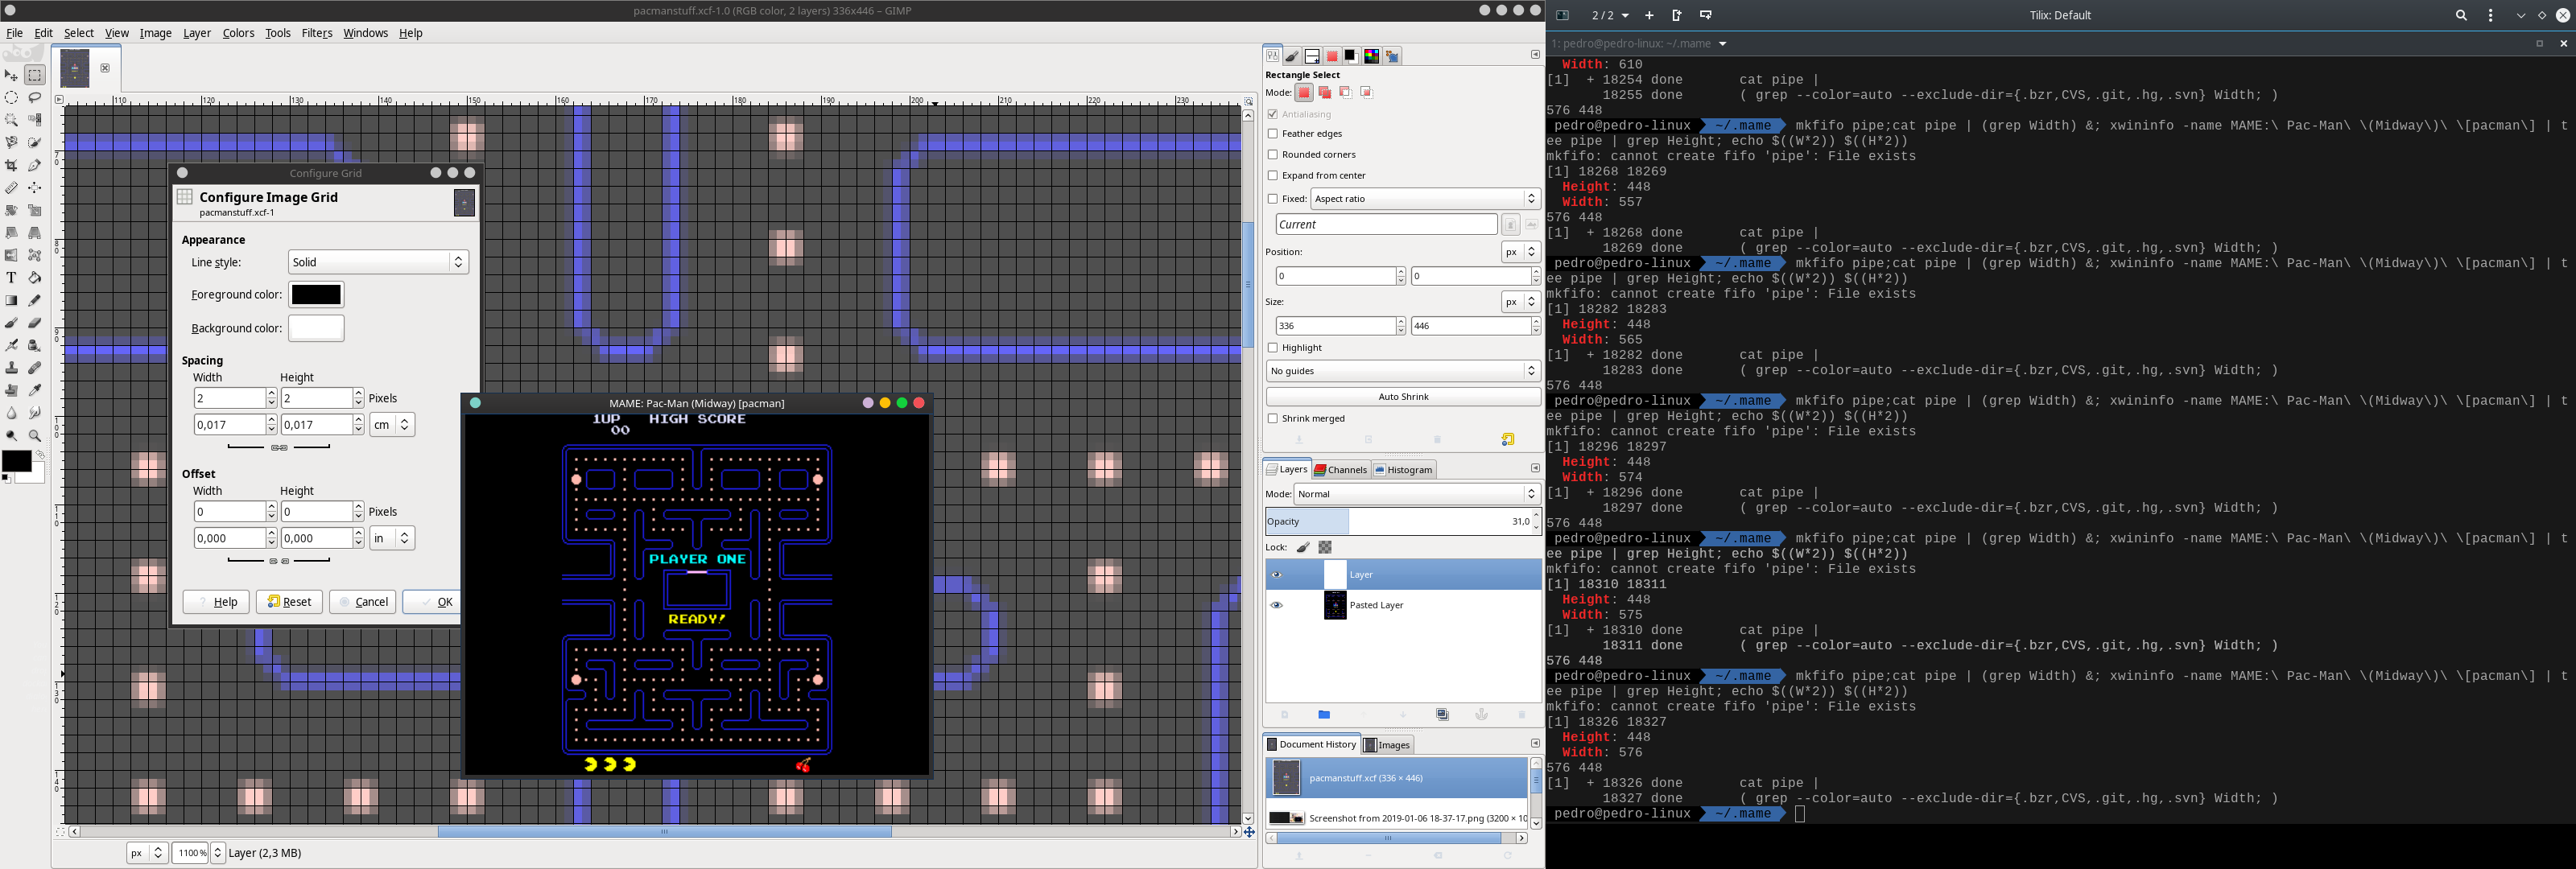 pacmanstuff.xcf-1.0 (RGB color, 2 layers) 336x446 – GIMP
File Edit Select View Image Layer Colors Tools Filters Windows Help
110 120 130 140 150 160 170 180 190 200 210 220 230
Configure Grid
Configure Image Grid
pacmanstuff.xcf-1
Appearance
Line style: Solid
Foreground color:
Background color:
Spacing
Width Height
2 2 Pixels
0,017 0,017 cm
Offset
Width Height
0 0 Pixels
0,000 0,000 in
Help Reset Cancel OK
MAME: Pac-Man (Midway) [pacman]
1UP HIGH SCORE
00
PLAYER ONE
READY!
px 1100 % Layer (2,3 MB)
Rectangle Select
Mode:
Antialiasing
Feather edges
Rounded corners
Expand from center
Fixed: Aspect ratio
Current
Position: px
0 0
Size: px
336 446
Highlight
No guides
Auto Shrink
Shrink merged
Layers Channels Histogram
Mode: Normal
Opacity 31,0
Lock:
Layer
Pasted Layer
Document History Images
pacmanstuff.xcf (336 × 446)
Screenshot from 2019-01-06 18-37-17.png (3200 × 10
2 / 2 Tilix: Default
1: pedro@pedro-linux: ~/.mame
Width: 610
[1]  + 18254 done       cat pipe |
18255 done       ( grep --color=auto --exclude-dir={.bzr,CVS,.git,.hg,.svn} Width; )
576 448
pedro@pedro-linux ~/.mame mkfifo pipe;cat pipe | (grep Width) &; xwininfo -name MAME:\ Pac-Man\ \(Midway\)\ \[pacman\] | t
ee pipe | grep Height; echo $((W*2)) $((H*2))
mkfifo: cannot create fifo 'pipe': File exists
[1] 18268 18269
Height: 448
Width: 557
576 448
[1]  + 18268 done       cat pipe |
18269 done       ( grep --color=auto --exclude-dir={.bzr,CVS,.git,.hg,.svn} Width; )
pedro@pedro-linux ~/.mame mkfifo pipe;cat pipe | (grep Width) &; xwininfo -name MAME:\ Pac-Man\ \(Midway\)\ \[pacman\] | t
ee pipe | grep Height; echo $((W*2)) $((H*2))
mkfifo: cannot create fifo 'pipe': File exists
[1] 18282 18283
Height: 448
Width: 565
[1]  + 18282 done       cat pipe |
18283 done       ( grep --color=auto --exclude-dir={.bzr,CVS,.git,.hg,.svn} Width; )
576 448
pedro@pedro-linux ~/.mame mkfifo pipe;cat pipe | (grep Width) &; xwininfo -name MAME:\ Pac-Man\ \(Midway\)\ \[pacman\] | t
ee pipe | grep Height; echo $((W*2)) $((H*2))
mkfifo: cannot create fifo 'pipe': File exists
[1] 18296 18297
Height: 448
Width: 574
[1]  + 18296 done       cat pipe |
18297 done       ( grep --color=auto --exclude-dir={.bzr,CVS,.git,.hg,.svn} Width; )
576 448
pedro@pedro-linux ~/.mame mkfifo pipe;cat pipe | (grep Width) &; xwininfo -name MAME:\ Pac-Man\ \(Midway\)\ \[pacman\] | t
ee pipe | grep Height; echo $((W*2)) $((H*2))
mkfifo: cannot create fifo 'pipe': File exists
[1] 18310 18311
Height: 448
Width: 575
[1]  + 18310 done       cat pipe |
18311 done       ( grep --color=auto --exclude-dir={.bzr,CVS,.git,.hg,.svn} Width; )
576 448
pedro@pedro-linux ~/.mame mkfifo pipe;cat pipe | (grep Width) &; xwininfo -name MAME:\ Pac-Man\ \(Midway\)\ \[pacman\] | t
ee pipe | grep Height; echo $((W*2)) $((H*2))
mkfifo: cannot create fifo 'pipe': File exists
[1] 18326 18327
Height: 448
Width: 576
576 448
[1]  + 18326 done       cat pipe |
18327 done       ( grep --color=auto --exclude-dir={.bzr,CVS,.git,.hg,.svn} Width; )
pedro@pedro-linux ~/.mame